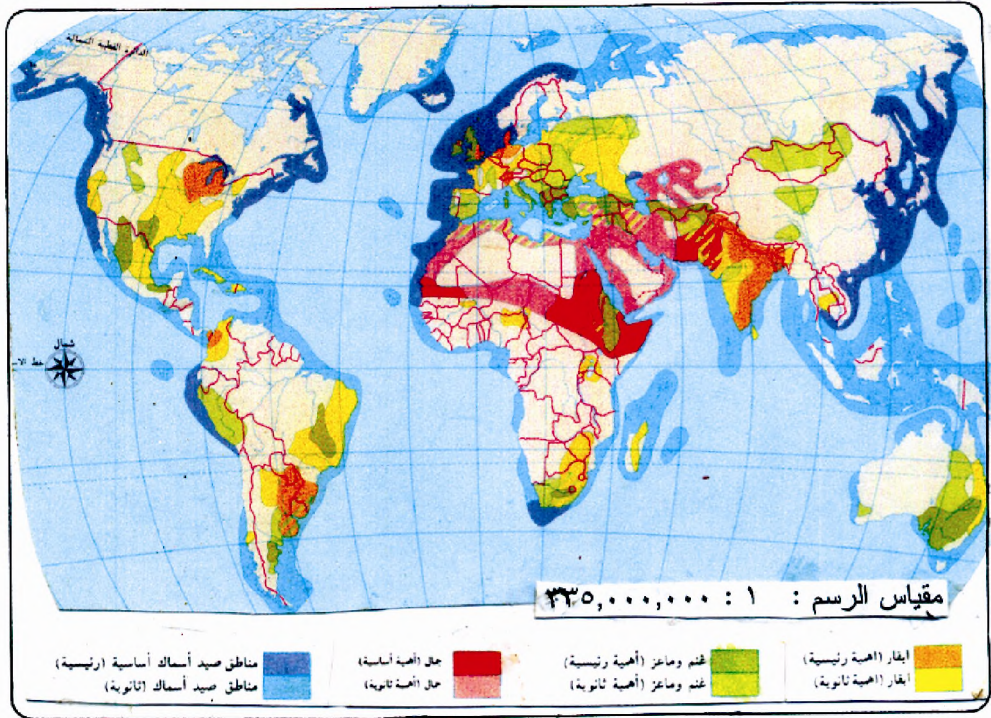 الدائرة القطبية الشمالية
شمال
خط الا
مقياس الرسم : ١ : ٣٣٥,٠٠٠,٠٠٠
أبقار (أهمية رئيسية)
أبقار (أهمية ثانوية)
غنم وماعز (أهمية رئيسية)
غنم وماعز (أهمية ثانوية)
جمال (أهمية أساسية)
جمال (أهمية ثانوية)
مناطق صيد أسماك أساسية (رئيسية)
مناطق صيد أسماك (ثانوية)